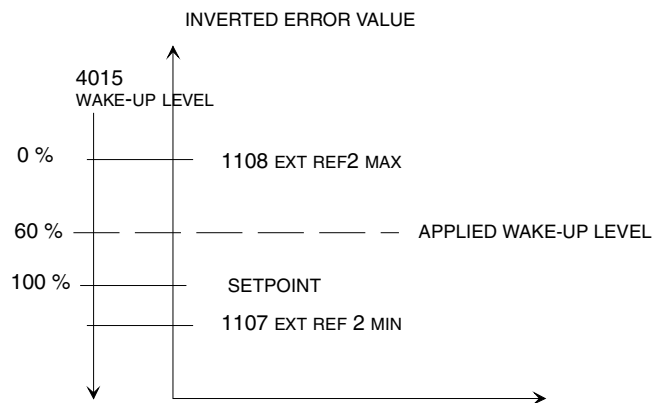 INVERTED ERROR VALUE
4015
WAKE-UP LEVEL
0 %
1108 EXT REF2 MAX
60 %
APPLIED WAKE-UP LEVEL
100 %
SETPOINT
1107 EXT REF 2 MIN